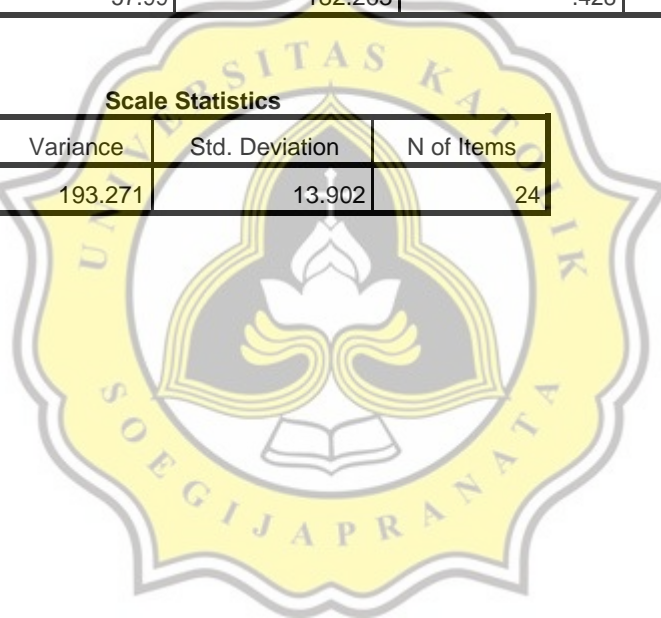 Scale Statistics
Variance Std. Deviation N of Items
193.271 13.902 24
UNIVERSITAS KATOLIK
SOEGIJAPRANATA